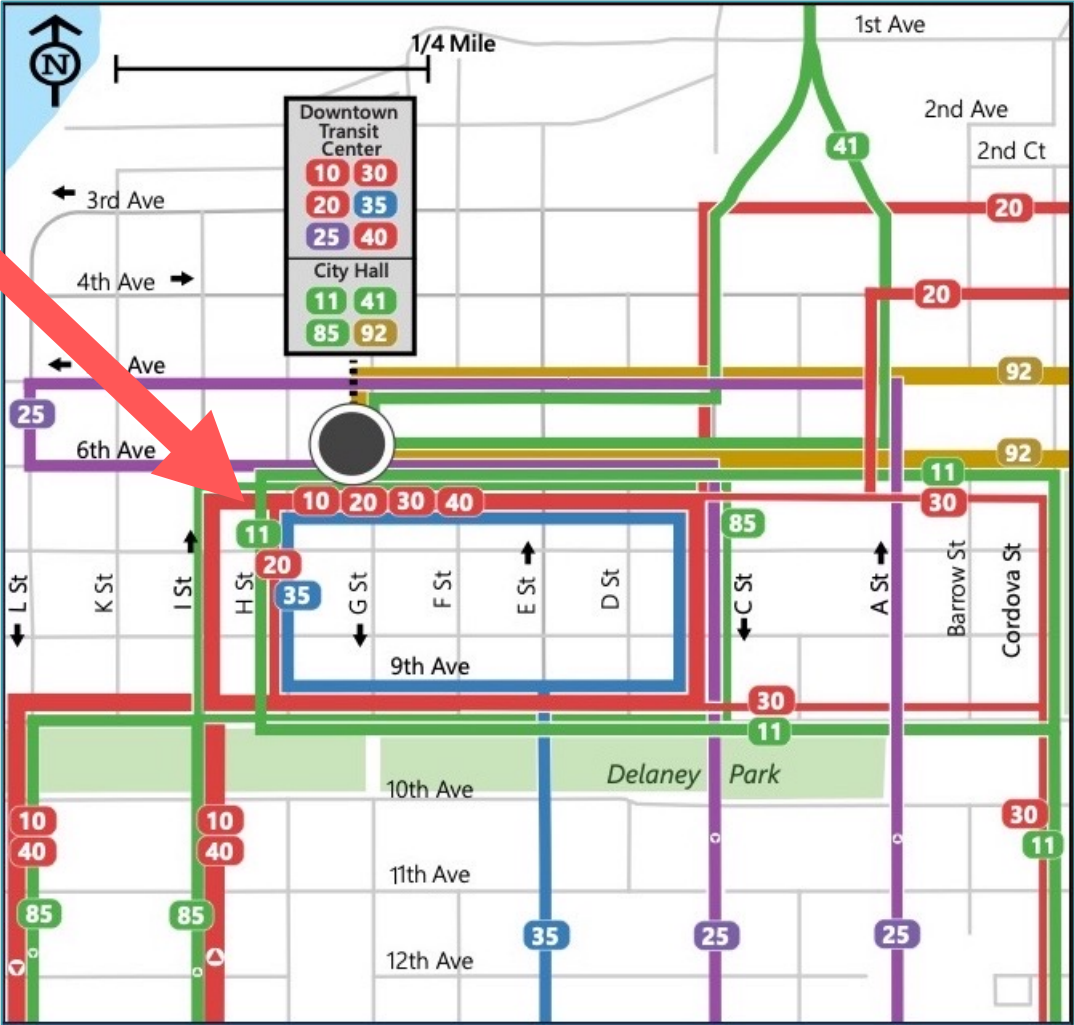 1st Ave
N
1/4 Mile
Downtown
Transit
Center
10 30
20 35
25 40
City Hall
11 41
85 92
2nd Ave
41
2nd Ct
3rd Ave
20
4th Ave
20
Ave
92
25
6th Ave
92
11
10 20 30 40
30
11
85
20
35
L St
K St
I St
H St
G St
F St
E St
D St
C St
A St
Barrow St
Cordova St
9th Ave
30
11
Delaney Park
10th Ave
10
40
10
40
30
11
11th Ave
85
85
35
25
25
12th Ave